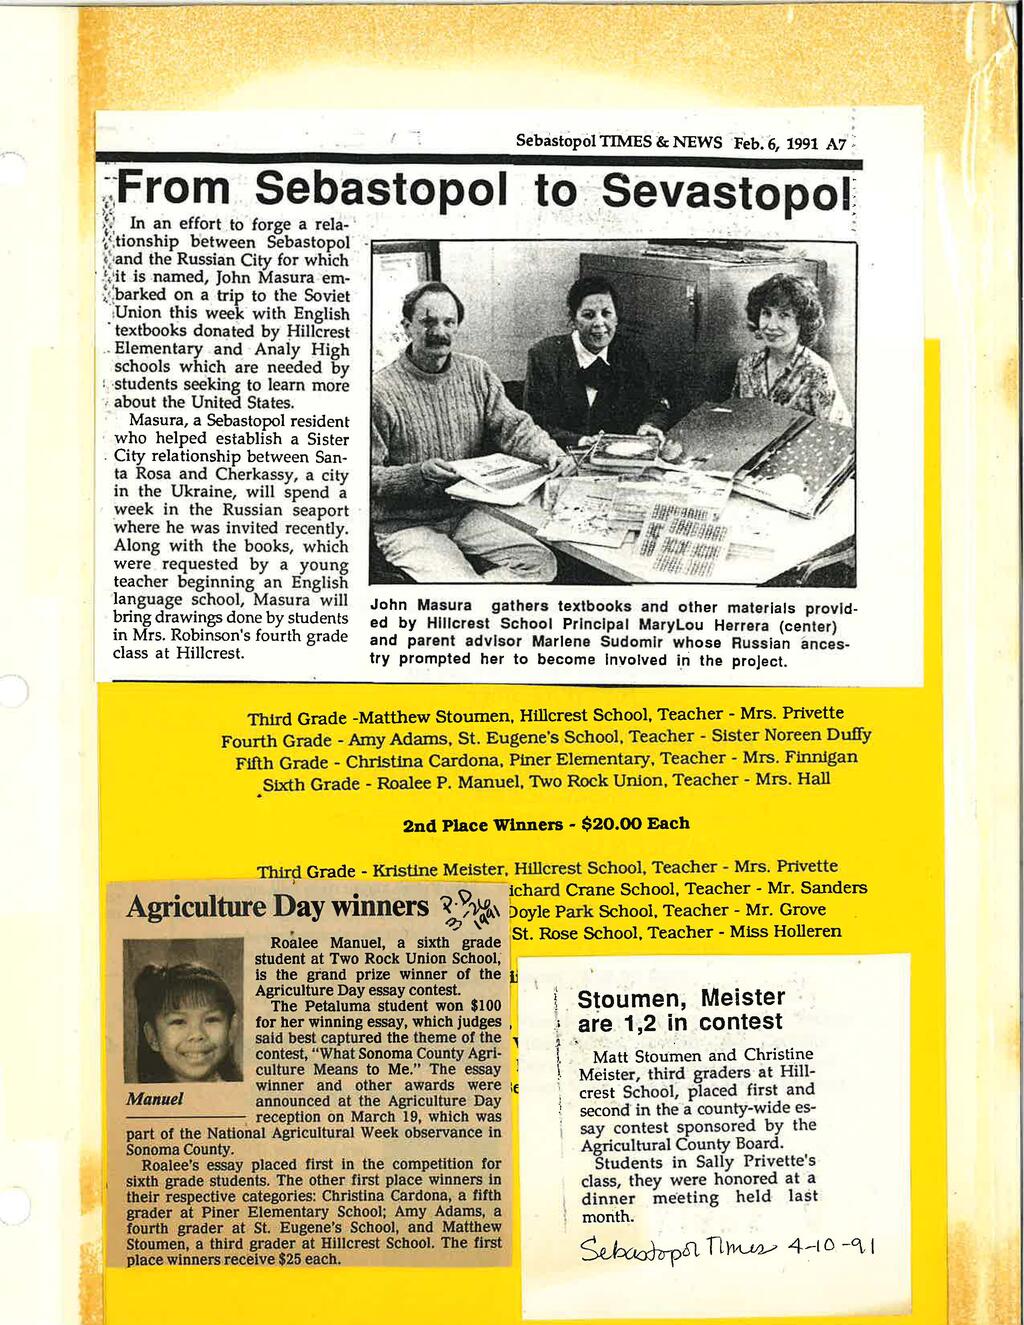 Sebastopol TIMES & NEWS Feb. 6, 1991 A7
From Sebastopol to Sevastopol
In an effort to forge a rela-
tionship between Sebastopol
and the Russian City for which
it is named, John Masura em-
barked on a trip to the Soviet
Union this week with English
textbooks donated by Hillcrest
Elementary and Analy High
schools which are needed by
students seeking to learn more
about the United States.
Masura, a Sebastopol resident
who helped establish a Sister
City relationship between San-
ta Rosa and Cherkassy, a city
in the Ukraine, will spend a
week in the Russian seaport
where he was invited recently.
Along with the books, which
were requested by a young
teacher beginning an English
language school, Masura will
bring drawings done by students
in Mrs. Robinson's fourth grade
class at Hillcrest.
John Masura gathers textbooks and other materials provid-
ed by Hillcrest School Principal MaryLou Herrera (center)
and parent advisor Marlene Sudomir whose Russian ances-
try prompted her to become involved in the project.
Third Grade -Matthew Stoumen, Hillcrest School, Teacher - Mrs. Privette
Fourth Grade - Amy Adams, St. Eugene's School, Teacher - Sister Noreen Duffy
Fifth Grade - Christina Cardona, Piner Elementary, Teacher - Mrs. Finnigan
Sixth Grade - Roalee P. Manuel, Two Rock Union, Teacher - Mrs. Hall
2nd Place Winners - $20.00 Each
Third Grade - Kristine Meister, Hillcrest School, Teacher - Mrs. Privette
ichard Crane School, Teacher - Mr. Sanders
Doyle Park School, Teacher - Mr. Grove
St. Rose School, Teacher - Miss Holleren
Agriculture Day winners P.D. 3-26 1991
Roalee Manuel, a sixth grade
student at Two Rock Union School,
is the grand prize winner of the
Agriculture Day essay contest.
The Petaluma student won $100
for her winning essay, which judges
said best captured the theme of the
contest, "What Sonoma County Agri-
culture Means to Me." The essay
winner and other awards were
announced at the Agriculture Day
reception on March 19, which was
part of the National Agricultural Week observance in
Sonoma County.
Roalee's essay placed first in the competition for
sixth grade students. The other first place winners in
their respective categories: Christina Cardona, a fifth
grader at Piner Elementary School; Amy Adams, a
fourth grader at St. Eugene's School, and Matthew
Stoumen, a third grader at Hillcrest School. The first
place winners receive $25 each.
Manuel
Stoumen, Meister
are 1,2 in contest
Matt Stoumen and Christine
Meister, third graders at Hill-
crest School, placed first and
second in the a county-wide es-
say contest sponsored by the
Agricultural County Board.
Students in Sally Privette's
class, they were honored at a
dinner meeting held last
month.
Sebastopol Times 4-10-91